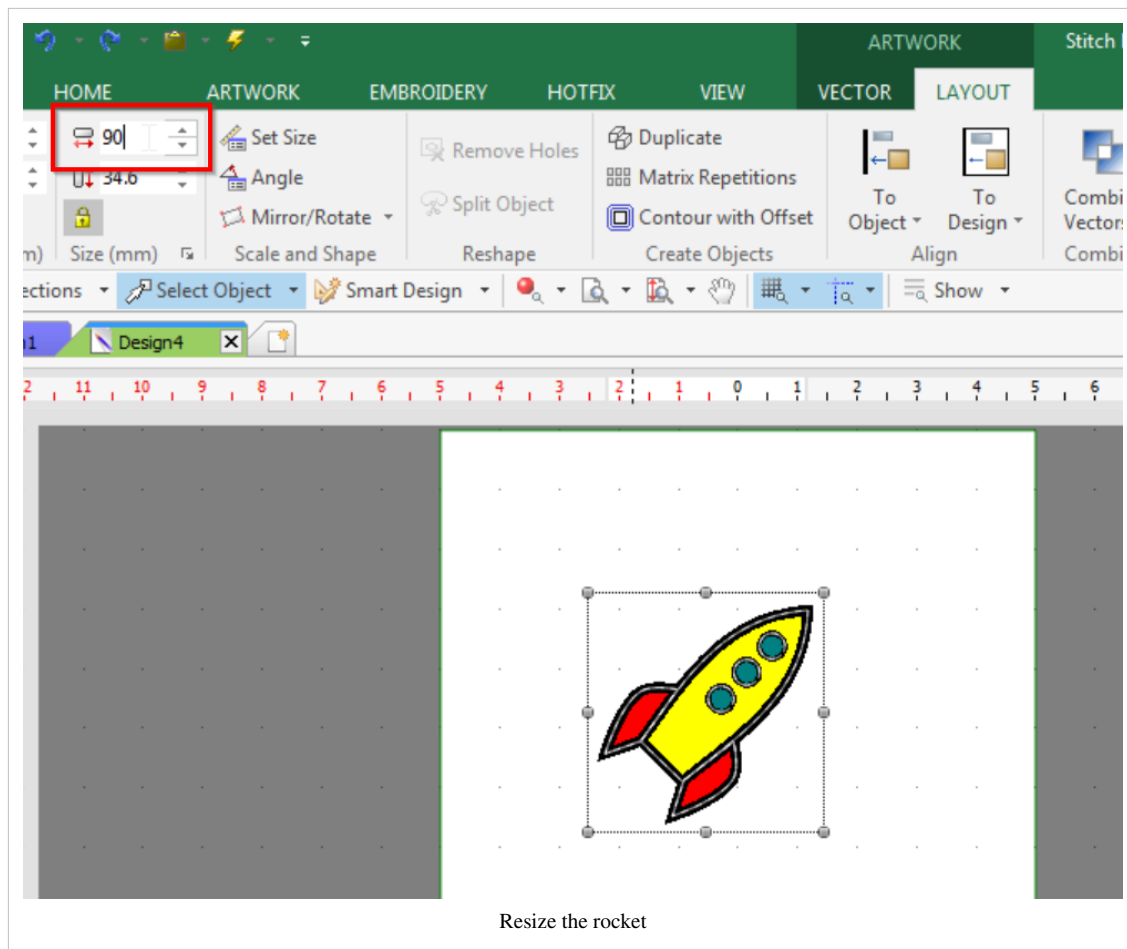 ARTWORK Stitch
HOME ARTWORK EMBROIDERY HOTFIX VIEW VECTOR LAYOUT
90 Set Size Remove Holes Duplicate
34.6 Angle Matrix Repetitions To To Combi
Mirror/Rotate Split Object Contour with Offset Object Design Vectors
m) Size (mm) Scale and Shape Reshape Create Objects Align Combi
ections Select Object Smart Design Show
1 Design4
2 11 10 9 8 7 6 5 4 3 2 1 0 1 2 3 4 5 6
Resize the rocket